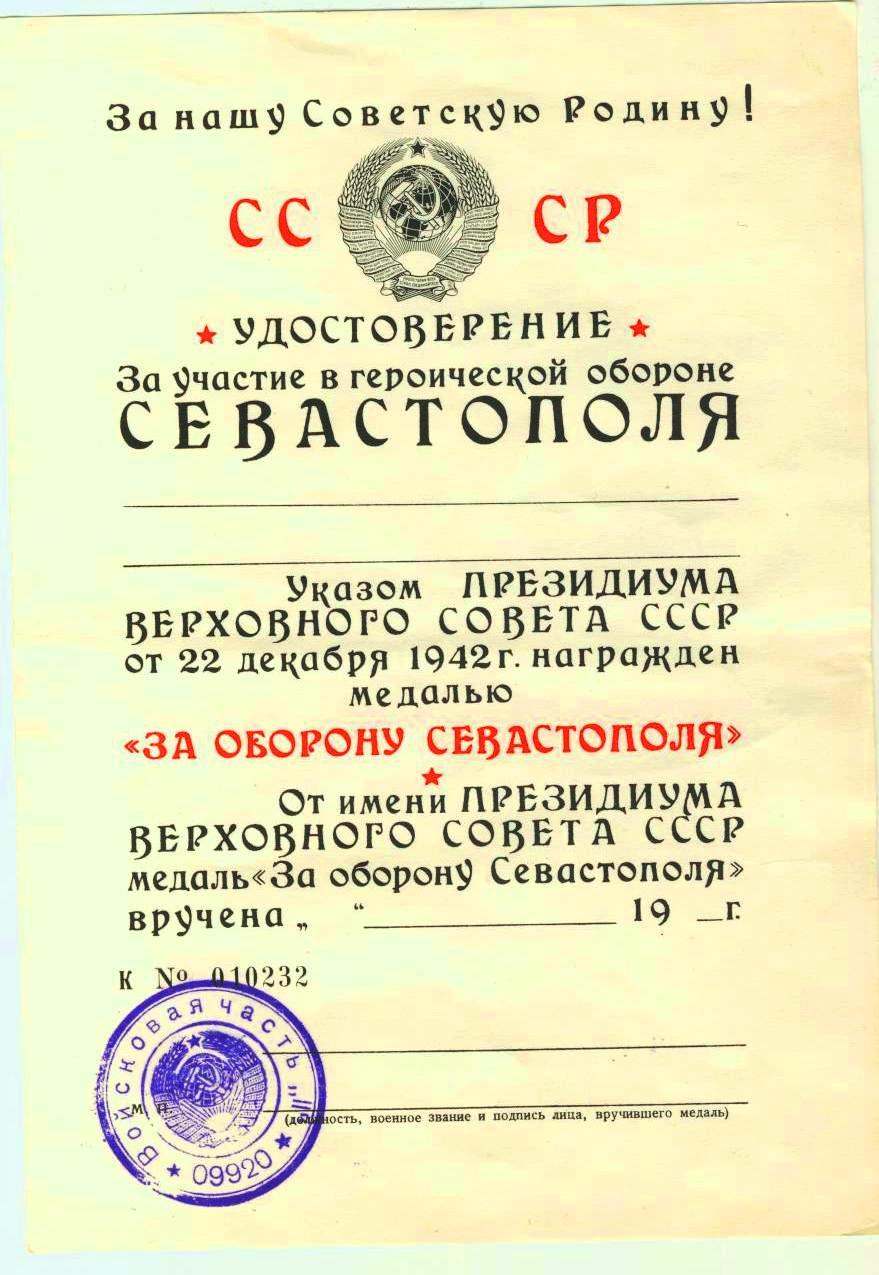 За нашу Советскую Родину!
СС СР
УДОСТОВЕРЕНИЕ
За участие в героической обороне
СЕВАСТОПОЛЯ
Указом ПРЕЗИДИУМА
ВЕРХОВНОГО СОВЕТА СССР
от 22 декабря 1942 г. награжден
медалью
«ЗА ОБОРОНУ СЕВАСТОПОЛЯ»
От имени ПРЕЗИДИУМА
ВЕРХОВНОГО СОВЕТА СССР
медаль «За оборону Севастополя»
вручена „ “ 19 г.
К № 010232
Войсковая часть
09920
М. П.
(должность, военное звание и подпись лица, вручившего медаль)